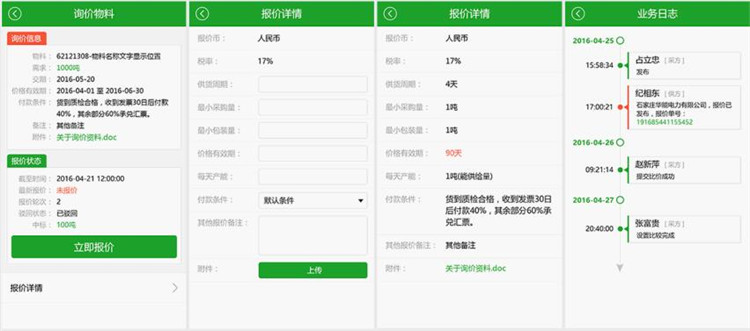 询价物料
询价信息
物料： 62121308-物料名称文字显示位置
需求： 1000吨
交期： 2016-05-20
价格有效期： 2016-04-01 至 2016-06-30
付款条件： 货到质检合格，收到发票30日后付款
40%，其余部分60%承兑汇票。
备注： 其他备注
附件： 关于询价资料.doc
报价状态
截至时间： 2016-04-21 12:00:00
最新报价： 未报价
报价轮次： 2
驳回状态： 已驳回
中标： 100吨
立即报价
报价详情
报价详情
报价币： 人民币
税率： 17%
供货周期：
最小采购量：
最小包装量：
价格有效期：
每天产能：
付款条件： 默认条件
其他报价备注：
附件： 上传
报价详情
报价币： 人民币
税率： 17%
供货周期： 4天
最小采购量： 1吨
最小包装量： 1吨
价格有效期： 90天
每天产能： 1吨(能供给量)
付款条件： 货到质检合格，收到发票30日
后付款40%，其余部分60%承
兑汇票。
其他报价备注： 其他备注
附件： 关于询价资料.doc
业务日志
2016-04-25
15:58:34 占立忠 [ 采方 ]
发布
17:00:21 纪相东 [ 供方 ]
石家庄华能电力有限公司，报价已
发布，报价单号：
191685441155452
2016-04-26
09:21:14 赵新萍 [ 采方 ]
提交比价成功
2016-04-27
20:40:00 张富贵 [ 采方 ]
设置比较完成